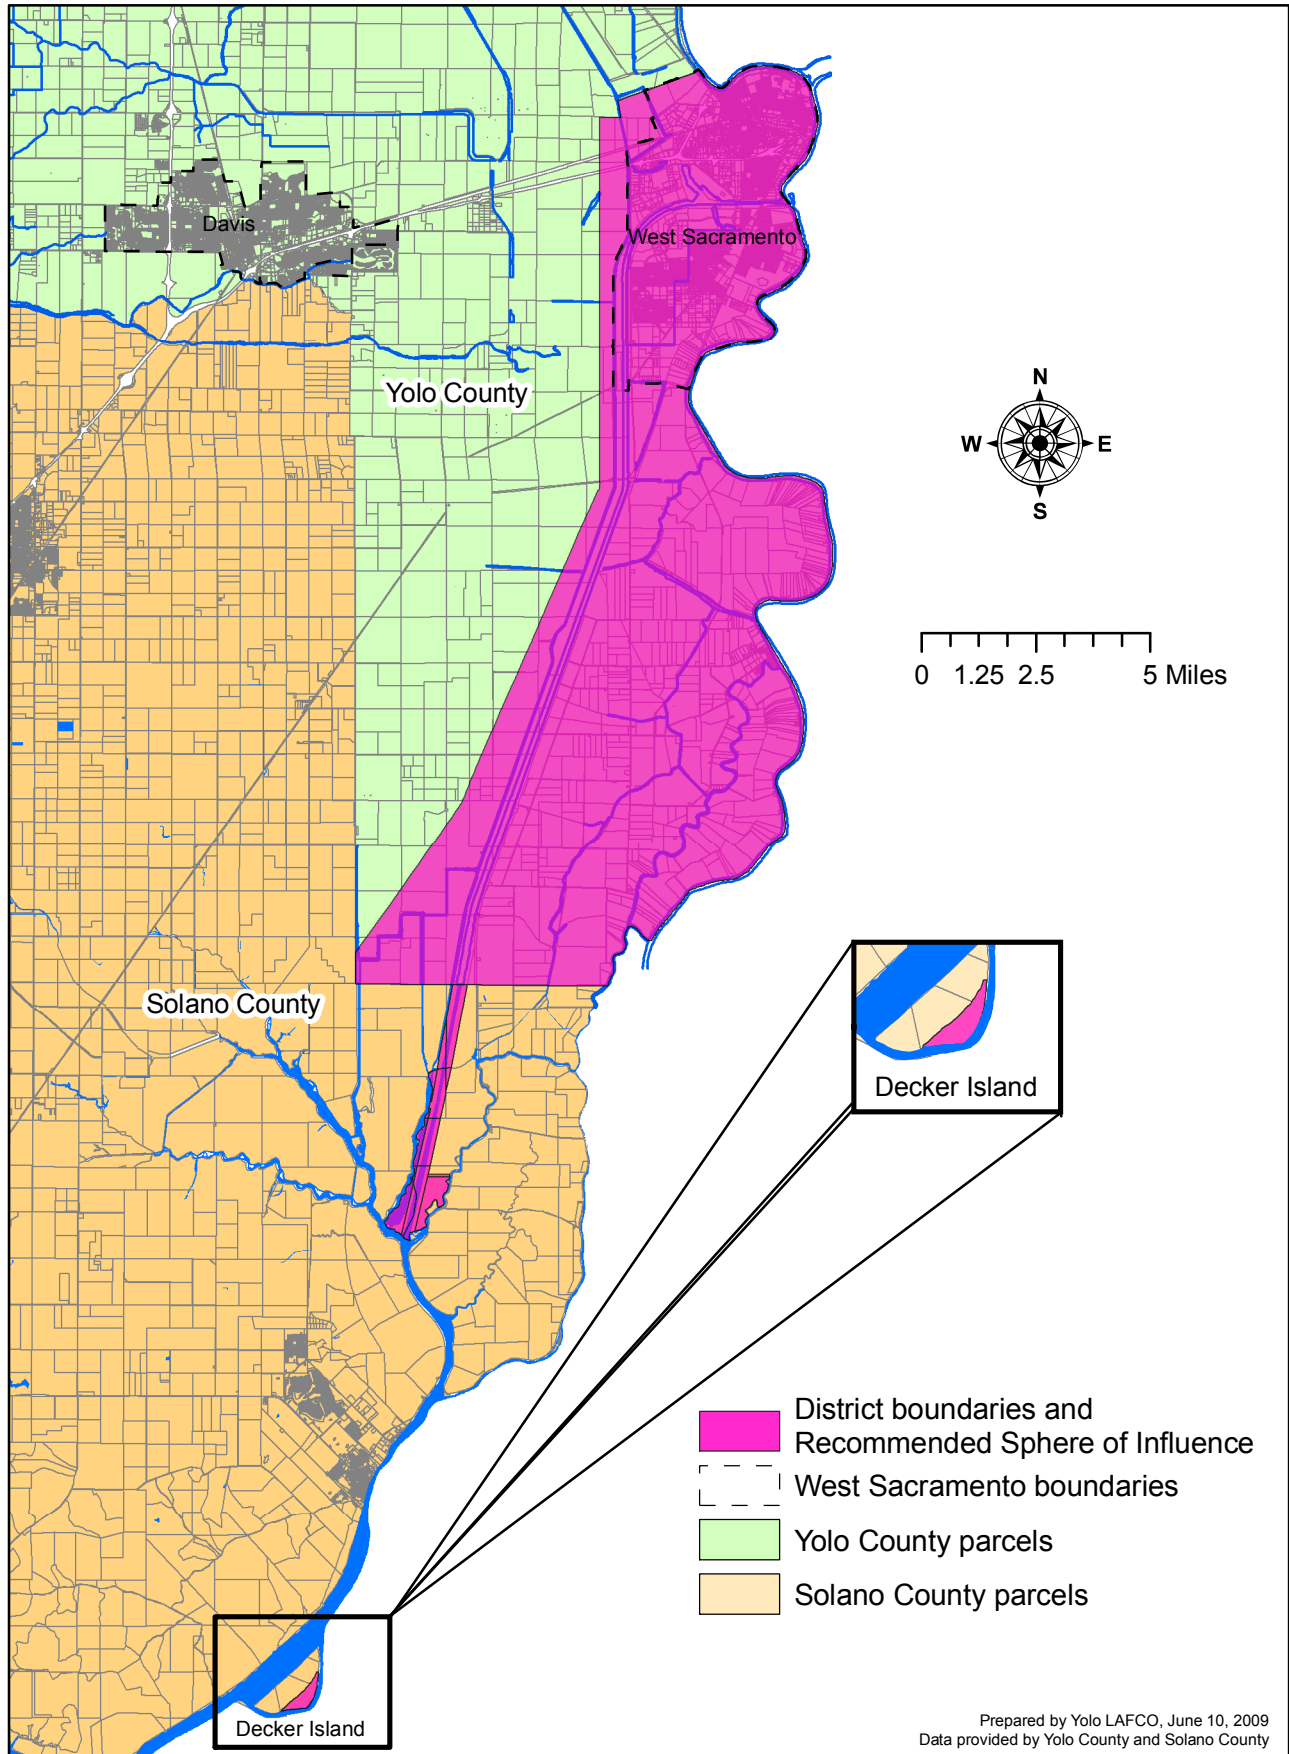 Davis
West Sacramento
Yolo County
N
W E
S
0 1.25 2.5 5 Miles
Solano County
Decker Island
District boundaries and
Recommended Sphere of Influence
West Sacramento boundaries
Yolo County parcels
Solano County parcels
Decker Island
Prepared by Yolo LAFCO, June 10, 2009
Data provided by Yolo County and Solano County